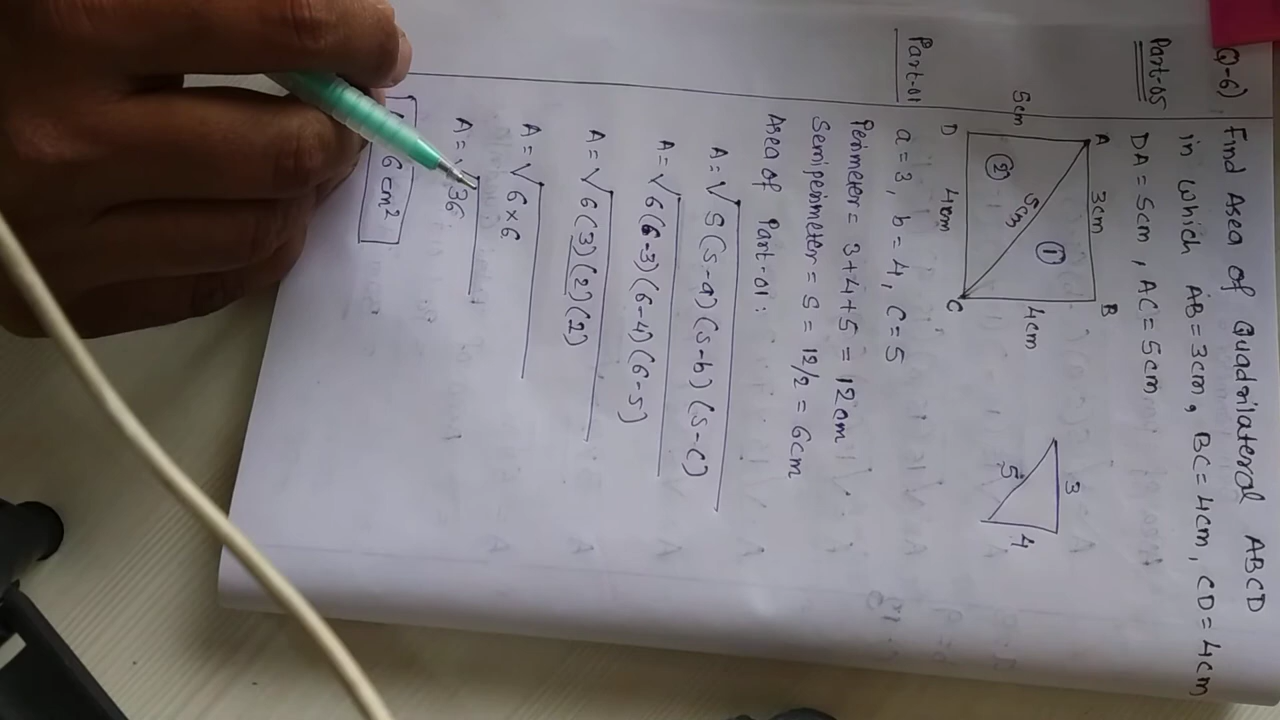 Q-6) Find Area of Quadrilateral ABCD
Part-05 in which AB=3cm, BC=4cm, CD=4cm
DA=5cm, AC=5cm
A 3cm B
5cm 5cm ① 4cm
②
D 4cm C
3
5 4
Part-01 a=3, b=4, c=5
Perimeter = 3+4+5 = 12cm
Semiperimeter = S = 12/2 = 6cm
Area of Part-01:
A=√S(S-a)(S-b)(S-c)
A=√6(6-3)(6-4)(6-5)
A=√6(3)(2)(2)
A=√6×6
A=√36
6cm²